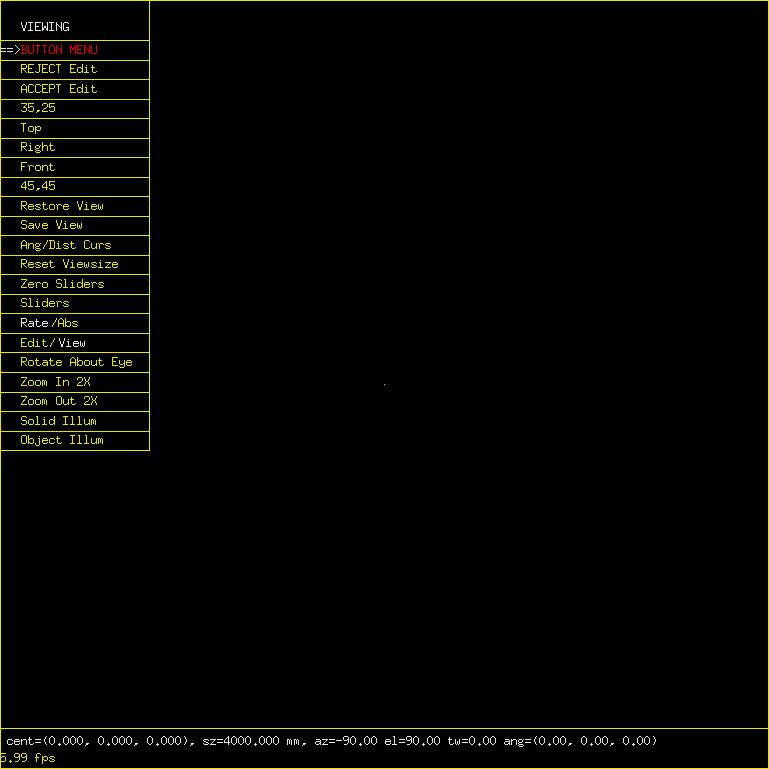 VIEWING
==>BUTTON MENU
REJECT Edit
ACCEPT Edit
35,25
Top
Right
Front
45,45
Restore View
Save View
Ang/Dist Curs
Reset Viewsize
Zero Sliders
Sliders
Rate/Abs
Edit/View
Rotate About Eye
Zoom In 2X
Zoom Out 2X
Solid Illum
Object Illum
cent=(0.000, 0.000, 0.000), sz=4000.000 mm, az=-90.00 el=90.00 tw=0.00 ang=(0.00, 0.00, 0.00)
5.99 fps